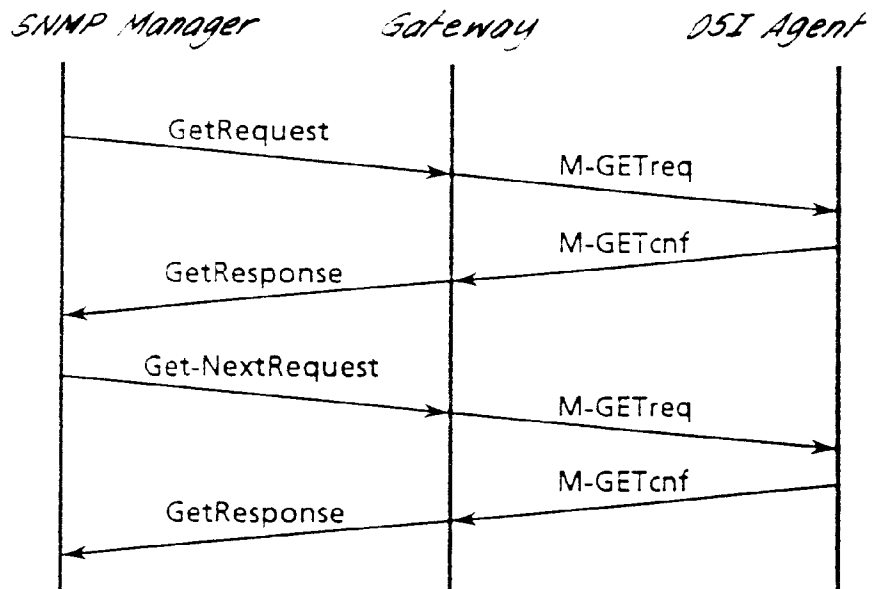 SNMP Manager Gateway OSI Agent
GetRequest
M-GETreq
M-GETcnf
GetResponse
Get-NextRequest
M-GETreq
M-GETcnf
GetResponse